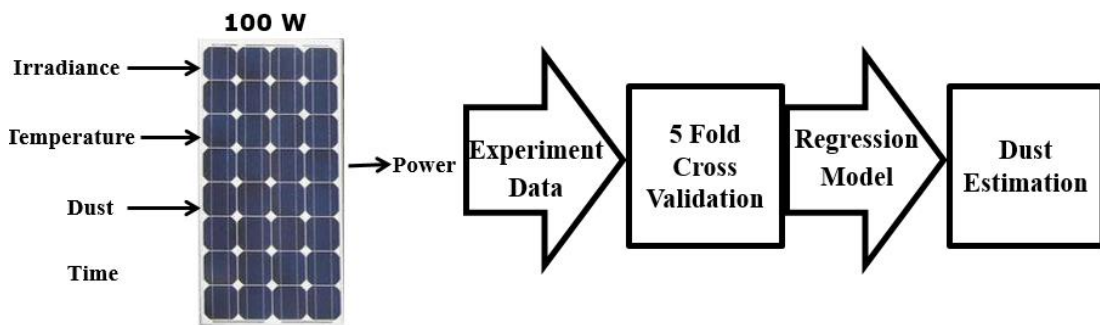 100 W
Irradiance
Temperature
Dust
Time
Power
Experiment
Data
5 Fold
Cross
Validation
Regression
Model
Dust
Estimation